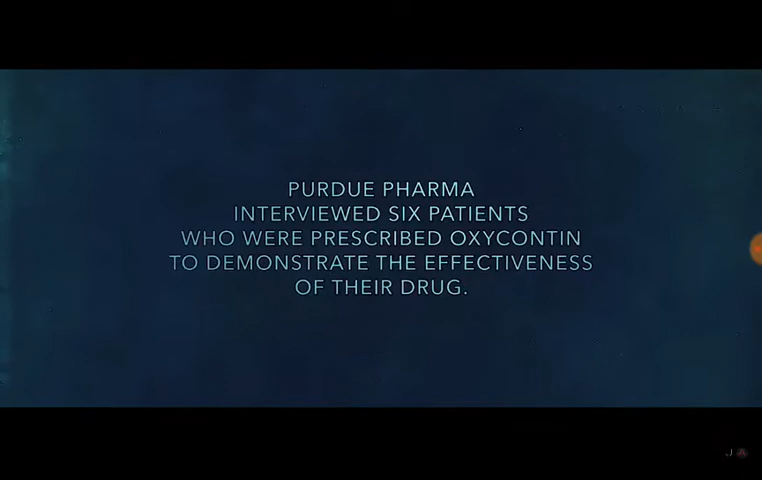 PURDUE PHARMA
INTERVIEWED SIX PATIENTS
WHO WERE PRESCRIBED OXYCONTIN
TO DEMONSTRATE THE EFFECTIVENESS
OF THEIR DRUG.